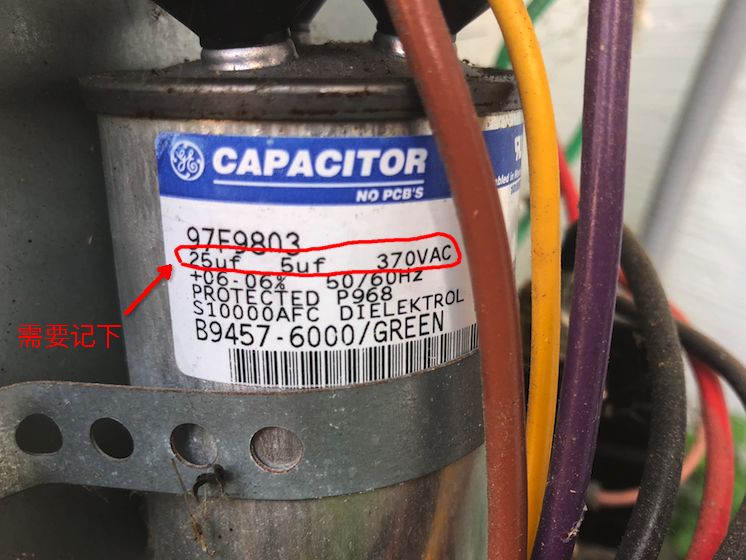 GE CAPACITOR
NO PCB'S
97F9803
25uf 5uf 370VAC
+06-06% 50/60Hz
PROTECTED P968
S10000AFC DIELEKTROL
B9457-6000/GREEN
需要记下